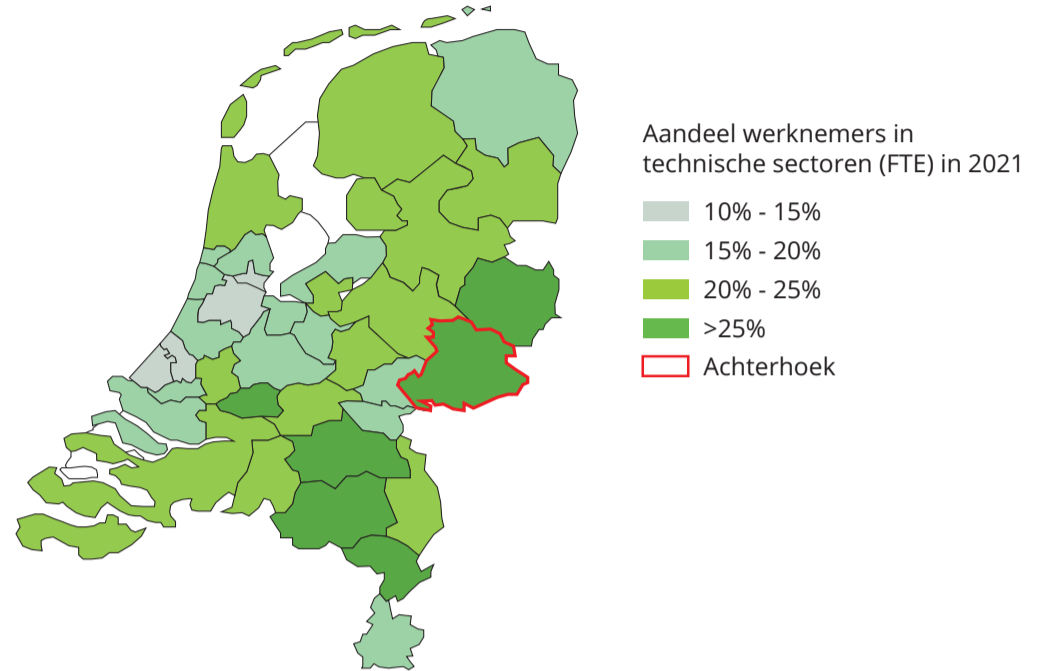 Aandeel werknemers in
technische sectoren (FTE) in 2021
10% - 15%
15% - 20%
20% - 25%
>25%
Achterhoek